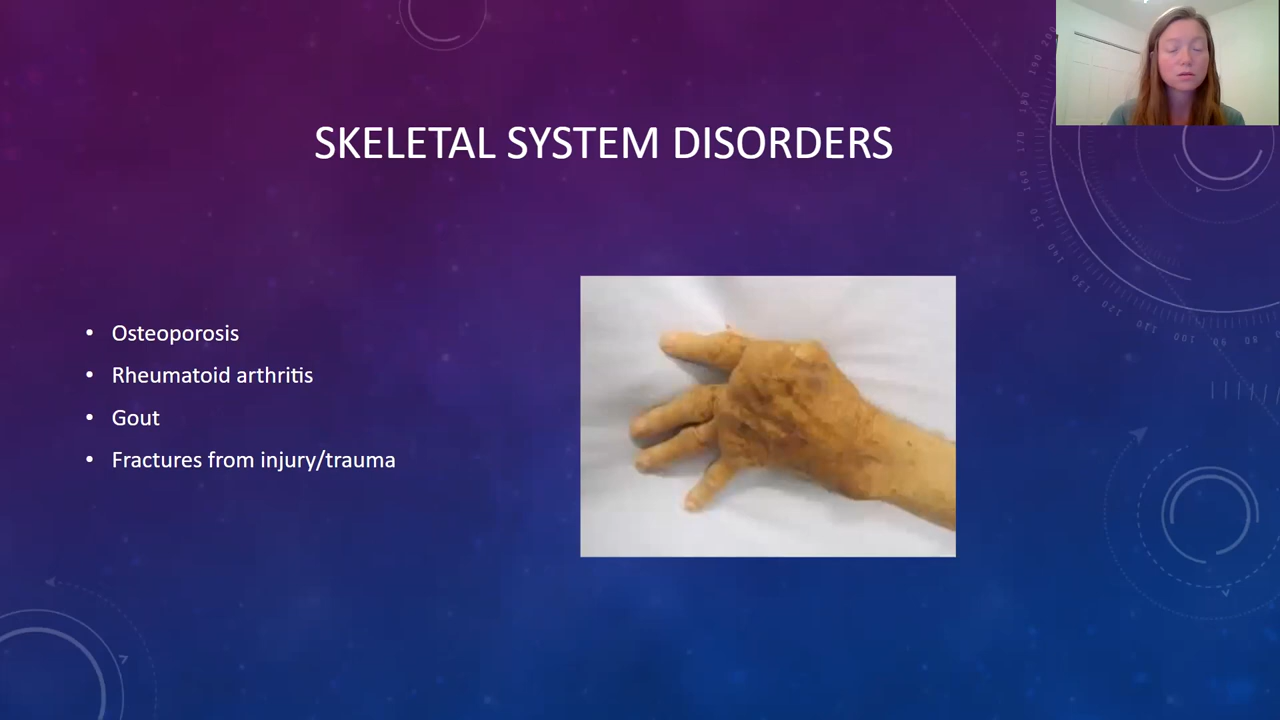 SKELETAL SYSTEM DISORDERS
• Osteoporosis
• Rheumatoid arthritis
• Gout
• Fractures from injury/trauma